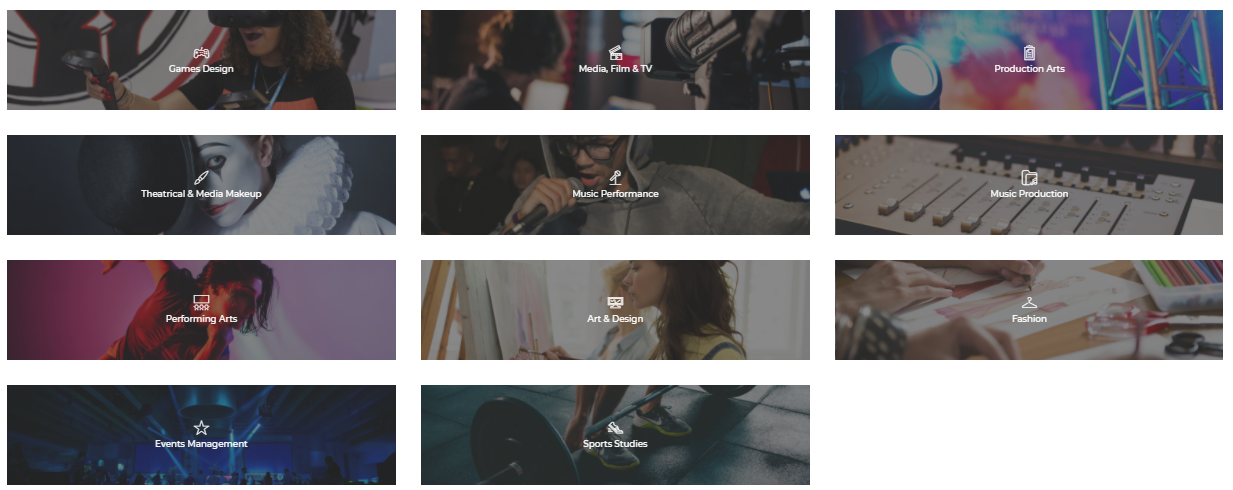 Games Design
Media, Film & TV
Production Arts
Theatrical & Media Makeup
Music Performance
Music Production
Performing Arts
Art & Design
Fashion
Events Management
Sports Studies